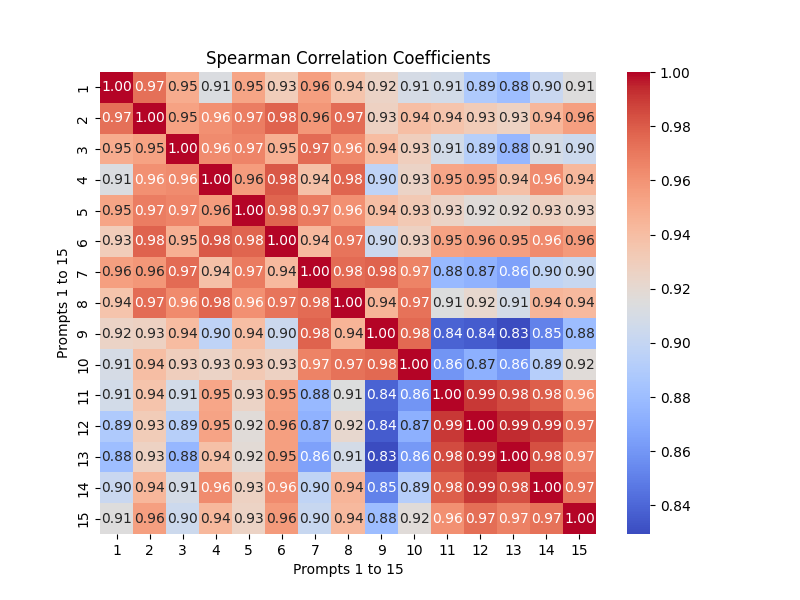 Spearman Correlation Coefficients
1 1.00 0.97 0.95 0.91 0.95 0.93 0.96 0.94 0.92 0.91 0.91 0.89 0.88 0.90 0.91
2 0.97 1.00 0.95 0.96 0.97 0.98 0.96 0.97 0.93 0.94 0.94 0.93 0.93 0.94 0.96
3 0.95 0.95 1.00 0.96 0.97 0.95 0.97 0.96 0.94 0.93 0.91 0.89 0.88 0.91 0.90
4 0.91 0.96 0.96 1.00 0.96 0.98 0.94 0.98 0.90 0.93 0.95 0.95 0.94 0.96 0.94
5 0.95 0.97 0.97 0.96 1.00 0.98 0.97 0.96 0.94 0.93 0.93 0.92 0.92 0.93 0.93
6 0.93 0.98 0.95 0.98 0.98 1.00 0.94 0.97 0.90 0.93 0.95 0.96 0.95 0.96 0.96
7 0.96 0.96 0.97 0.94 0.97 0.94 1.00 0.98 0.98 0.97 0.88 0.87 0.86 0.90 0.90
8 0.94 0.97 0.96 0.98 0.96 0.97 0.98 1.00 0.94 0.97 0.91 0.92 0.91 0.94 0.94
9 0.92 0.93 0.94 0.90 0.94 0.90 0.98 0.94 1.00 0.98 0.84 0.84 0.83 0.85 0.88
10 0.91 0.94 0.93 0.93 0.93 0.93 0.97 0.97 0.98 1.00 0.86 0.87 0.86 0.89 0.92
11 0.91 0.94 0.91 0.95 0.93 0.95 0.88 0.91 0.84 0.86 1.00 0.99 0.98 0.98 0.96
12 0.89 0.93 0.89 0.95 0.92 0.96 0.87 0.92 0.84 0.87 0.99 1.00 0.99 0.99 0.97
13 0.88 0.93 0.88 0.94 0.92 0.95 0.86 0.91 0.83 0.86 0.98 0.99 1.00 0.98 0.97
14 0.90 0.94 0.91 0.96 0.93 0.96 0.90 0.94 0.85 0.89 0.98 0.99 0.98 1.00 0.97
15 0.91 0.96 0.90 0.94 0.93 0.96 0.90 0.94 0.88 0.92 0.96 0.97 0.97 0.97 1.00
1 2 3 4 5 6 7 8 9 10 11 12 13 14 15
Prompts 1 to 15
Prompts 1 to 15
1.00
0.98
0.96
0.94
0.92
0.90
0.88
0.86
0.84